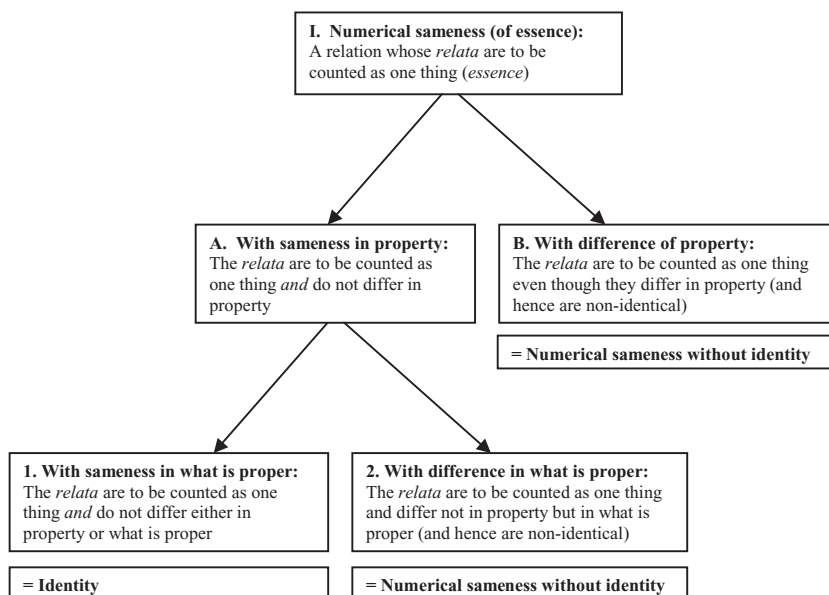 I. Numerical sameness (of essence):
A relation whose relata are to be
counted as one thing (essence)
A. With sameness in property:
The relata are to be counted as
one thing and do not differ in
property
B. With difference of property:
The relata are to be counted as one thing
even though they differ in property (and
hence are non-identical)
= Numerical sameness without identity
1. With sameness in what is proper:
The relata are to be counted as one
thing and do not differ either in
property or what is proper
= Identity
2. With difference in what is proper:
The relata are to be counted as one thing
and differ not in property but in what is
proper (and hence are non-identical)
= Numerical sameness without identity